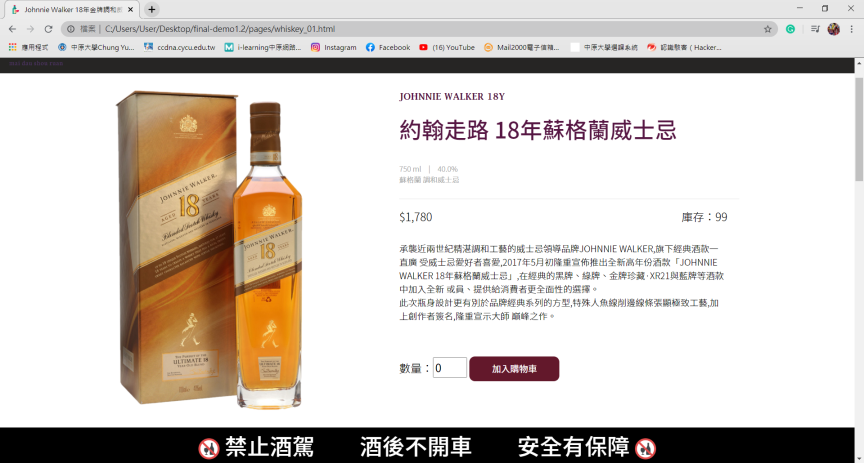 Johnnie Walker 18年金牌調和威
檔案 | C:/Users/User/Desktop/final-demo1.2/pages/whiskey_01.html
應用程式
中原大學Chung Yu...
ccdna.cycu.edu.tw
i-learning中原網路...
Instagram
Facebook
(16) YouTube
Mail2000電子信箱...
中原大學選課系統
認識駭客（Hacker...
JOHNNIE WALKER 18Y
約翰走路 18年蘇格蘭威士忌
750 ml | 40.0%
蘇格蘭 調和威士忌
$1,780
庫存：99
承襲近兩世紀精湛調和工藝的威士忌領導品牌JOHNNIE WALKER,旗下經典酒款一
直廣 受威士忌愛好者喜愛,2017年5月初隆重宣佈推出全新高年份酒款「JOHNNIE
WALKER 18年蘇格蘭威士忌」,在經典的黑牌、綠牌、金牌珍藏·XR21與藍牌等酒款
中加入全新 成員、提供給消費者更全面性的選擇。
此次瓶身設計更有別於品牌經典系列的方型,特殊人魚線削邊線條張顯極致工藝,加
上創作者簽名,隆重宣示大師 巔峰之作。
數量：0
加入購物車
JOHNNIE WALKER
AGED 18 YEARS
Blended Scotch Whisky
ULTIMATE 18
JOHNNIE WALKER
18
Blended Scotch Whisky
禁止酒駕 酒後不開車 安全有保障